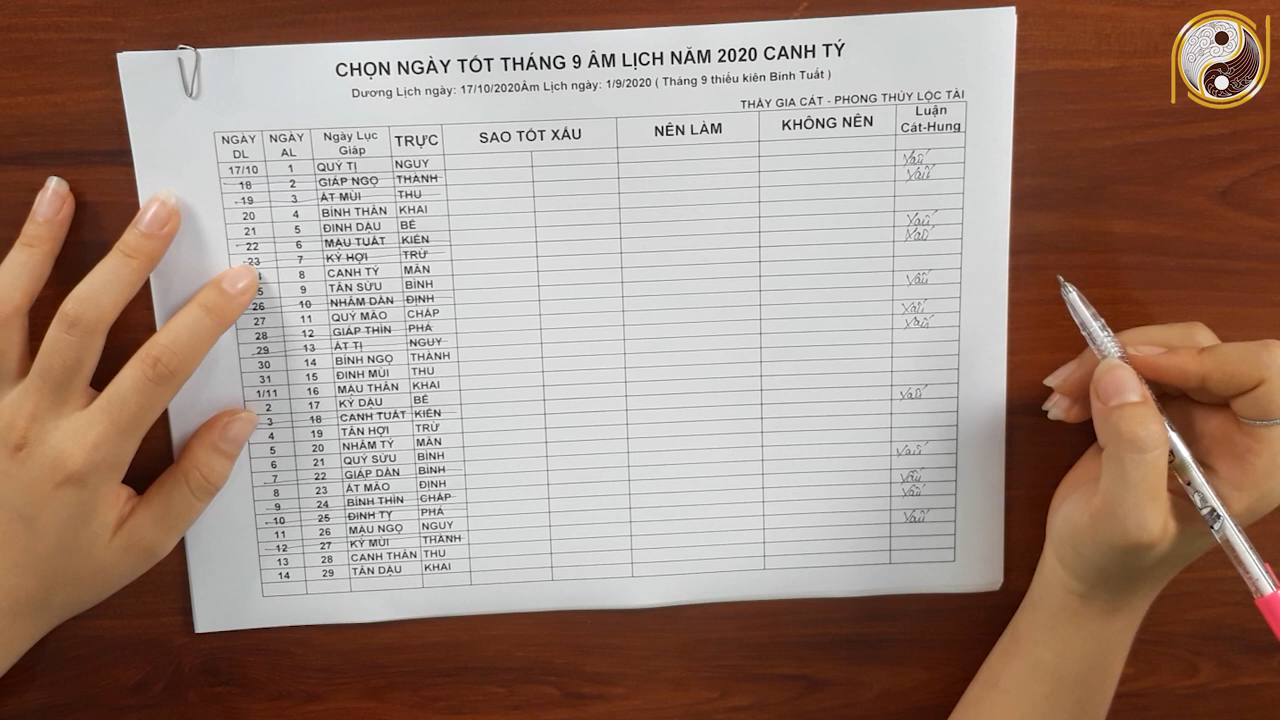 CHỌN NGÀY TỐT THÁNG 9 ÂM LỊCH NĂM 2020 CANH TÝ
Dương Lịch ngày: 17/10/2020Âm Lịch ngày: 1/9/2020 ( Tháng 9 thiếu kiên Bính Tuất )
THẦY GIA CÁT - PHONG THỦY LỘC TÀI
NGÀY DL NGÀY AL Ngày Lục Giáp TRỰC SAO TỐT XẤU NÊN LÀM KHÔNG NÊN Luận Cát-Hung
17/10 1 QUÝ TỊ NGUY Xấu
18 2 GIÁP NGỌ THÀNH Xấu
19 3 ẤT MÙI THU
20 4 BÍNH THÂN KHAI
21 5 ĐINH DẬU BẾ Xấu
22 6 MẬU TUẤT KIÊN Xấu
23 7 KỶ HỢI TRỪ
8 CANH TÝ MÃN
5 9 TÂN SỬU BÌNH Xấu
26 10 NHÂM DẦN ĐỊNH
27 11 QUÝ MÃO CHẤP Xấu
28 12 GIÁP THÌN PHÁ Xấu
29 13 ẤT TỊ NGUY
30 14 BÍNH NGỌ THÀNH
31 15 ĐINH MÙI THU
1/11 16 MẬU THÂN KHAI
2 17 KỶ DẬU BẾ Xấu
3 18 CANH TUẤT KIẾN
4 19 TÂN HỢI TRỪ
5 20 NHÂM TÝ MÃN
6 21 QUÝ SỬU BÌNH Xấu
7 22 GIÁP DẦN BÌNH
8 23 ẤT MÃO ĐỊNH Xấu
9 24 BÍNH THÌN CHẤP Xấu
10 25 ĐINH TỴ PHÁ
11 26 MẬU NGỌ NGUY Xấu
12 27 KỶ MÙI THÀNH
13 28 CANH THÂN THU
14 29 TÂN DẬU KHAI